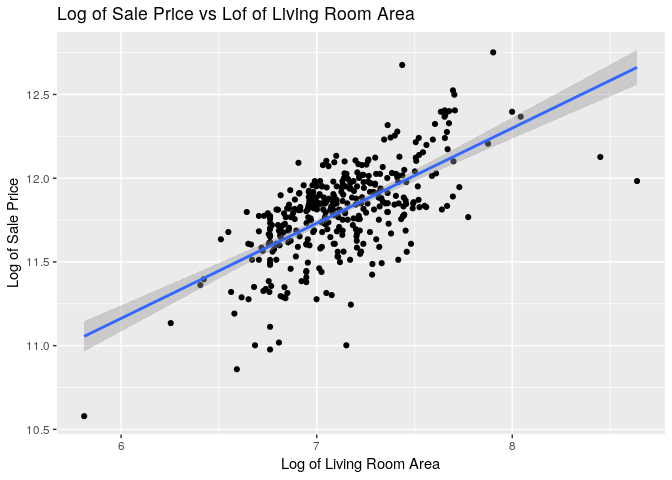 Log of Sale Price vs Lof of Living Room Area
Log of Sale Price
12.5
12.0
11.5
11.0
10.5
6 7 8
Log of Living Room Area